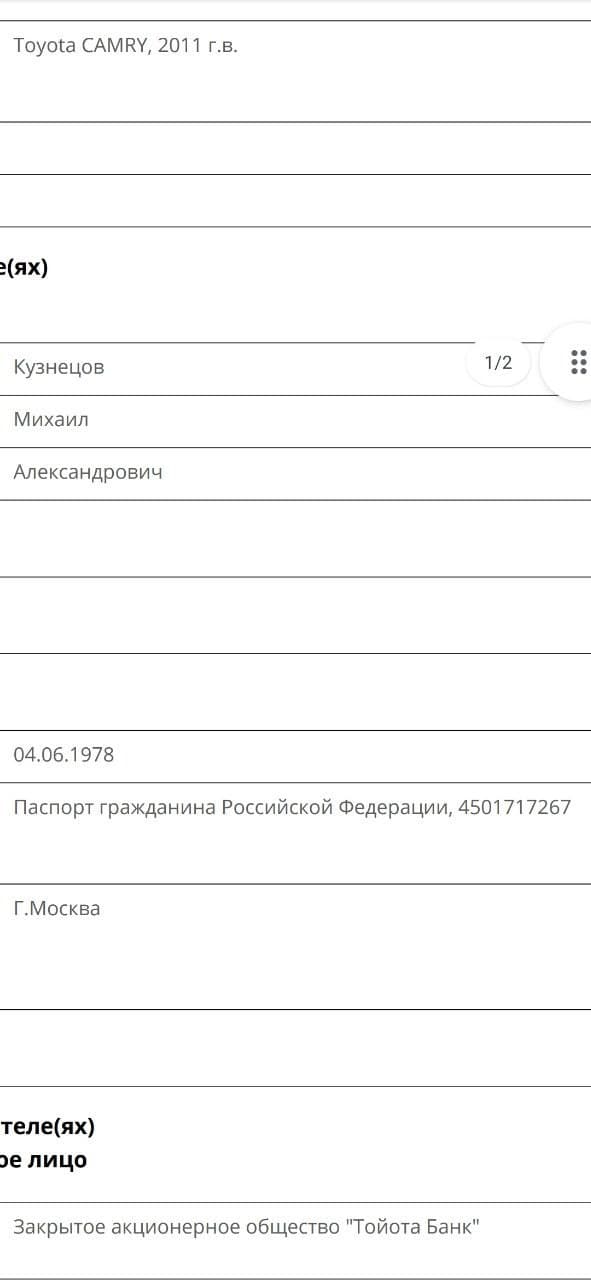 Toyota CAMRY, 2011 г.в.
е(ях)
Кузнецов
1/2
Михаил
Александрович
04.06.1978
Паспорт гражданина Российской Федерации, 4501717267
Г.Москва
теле(ях)
ое лицо
Закрытое акционерное общество "Тойота Банк"